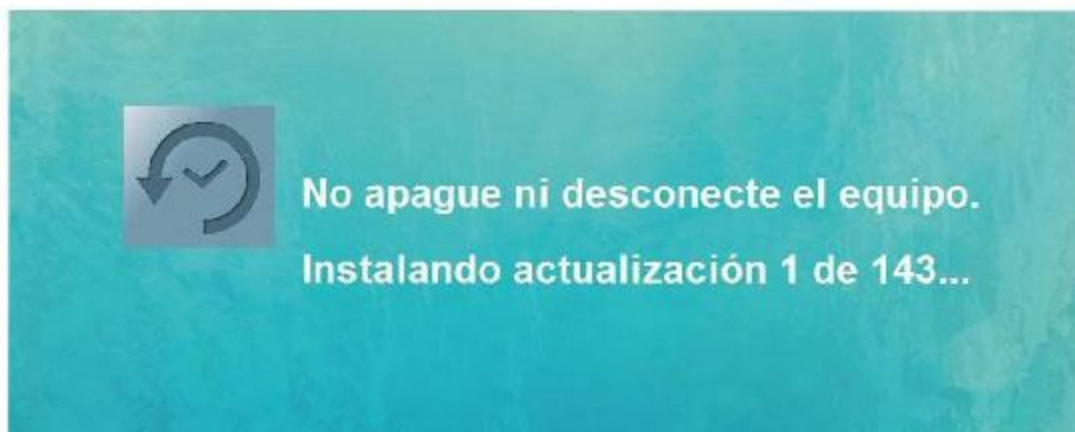 No apague ni desconecte el equipo.
Instalando actualización 1 de 143...